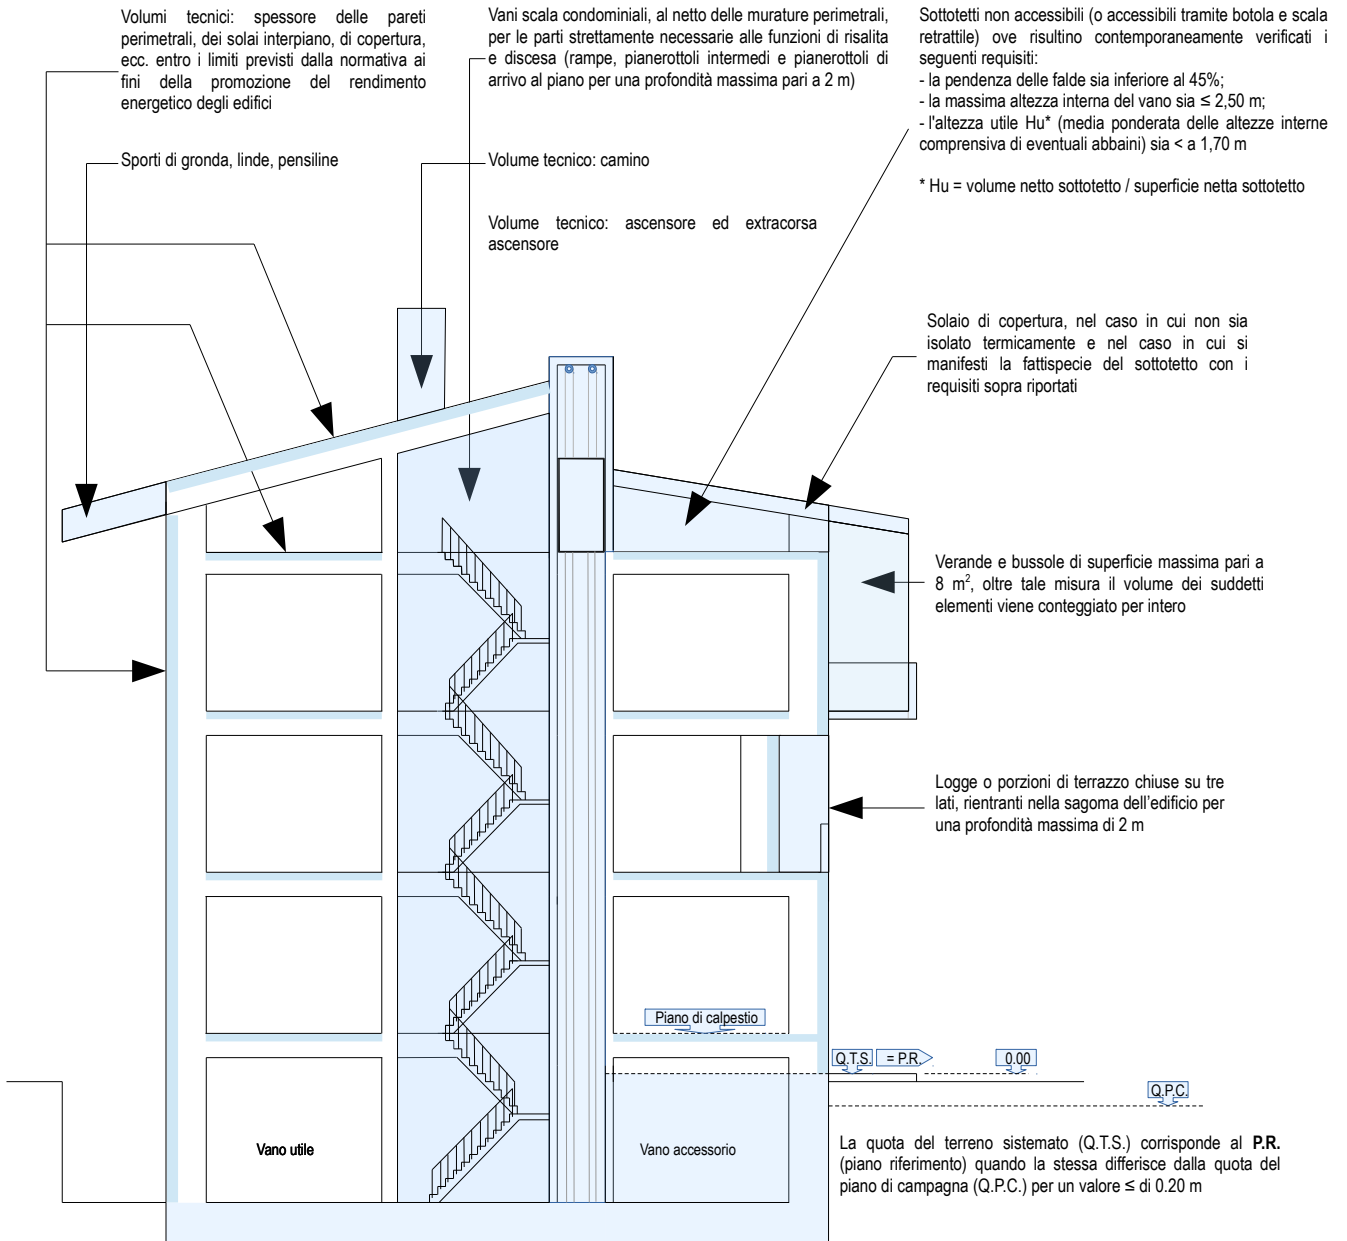 Volumi tecnici: spessore delle pareti
perimetrali, dei solai interpiano, di copertura,
ecc. entro i limiti previsti dalla normativa ai
fini della promozione del rendimento
energetico degli edifici
Sporti di gronda, linde, pensiline
Vani scala condominiali, al netto delle murature perimetrali,
per le parti strettamente necessarie alle funzioni di risalita
e discesa (rampe, pianerottoli intermedi e pianerottoli di
arrivo al piano per una profondità massima pari a 2 m)
Volume tecnico: camino
Volume tecnico: ascensore ed extracorsa
ascensore
Sottotetti non accessibili (o accessibili tramite botola e scala
retrattile) ove risultino contemporaneamente verificati i
seguenti requisiti:
- la pendenza delle falde sia inferiore al 45%;
- la massima altezza interna del vano sia ≤ 2,50 m;
- l'altezza utile Hu* (media ponderata delle altezze interne
comprensiva di eventuali abbaini) sia < a 1,70 m
* Hu = volume netto sottotetto / superficie netta sottotetto
Solaio di copertura, nel caso in cui non sia
isolato termicamente e nel caso in cui si
manifesti la fattispecie del sottotetto con i
requisiti sopra riportati
Verande e bussole di superficie massima pari a
8 m², oltre tale misura il volume dei suddetti
elementi viene conteggiato per intero
Logge o porzioni di terrazzo chiuse su tre
lati, rientranti nella sagoma dell'edificio per
una profondità massima di 2 m
Piano di calpestio
Q.T.S. = P.R. 0.00
Q.P.C.
Vano utile
Vano accessorio
La quota del terreno sistemato (Q.T.S.) corrisponde al P.R.
(piano riferimento) quando la stessa differisce dalla quota del
piano di campagna (Q.P.C.) per un valore ≤ di 0.20 m